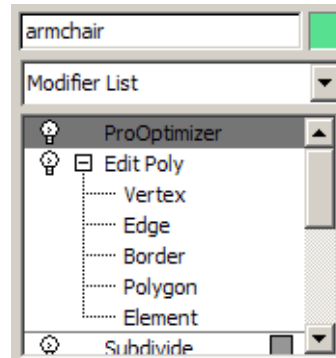 armchair
Modifier List
ProOptimizer
Edit Poly
Vertex
Edge
Border
Polygon
Element
Subdivide